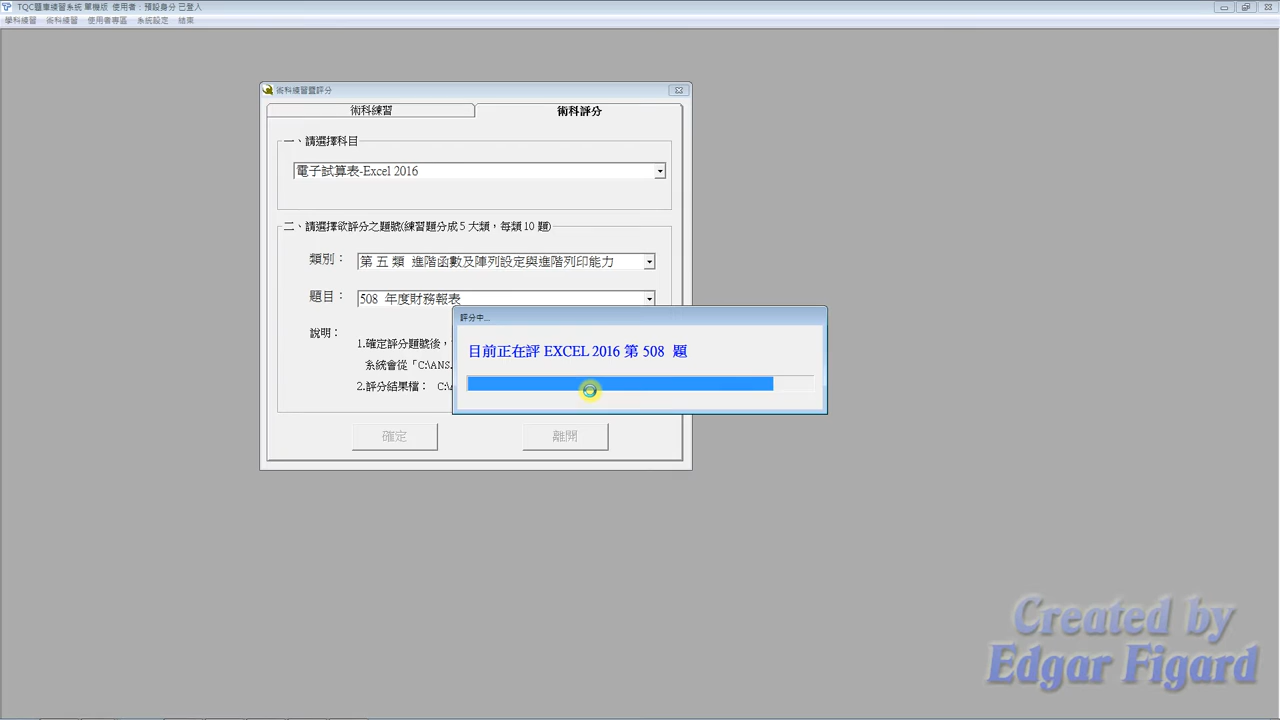 TQC題庫練習系統 單機版 使用者：預設身分 已登入
學科練習 術科練習 使用者專區 系統設定 結束
術科練習暨評分
術科練習 術科評分
一、請選擇科目
電子試算表-Excel 2016
二、請選擇欲評分之題號(練習題分成 5 大類，每類 10 題)
類別： 第 五 類 進階函數及陣列設定與進階列印能力
題目： 508 年度財務報表
說明：
1.確定評分題號後，
系統會從「C:\ANS.
2.評分結果檔： C:\
評分中...
目前正在評 EXCEL 2016 第 508 題
確定 離開
Created by
Edgar Figard